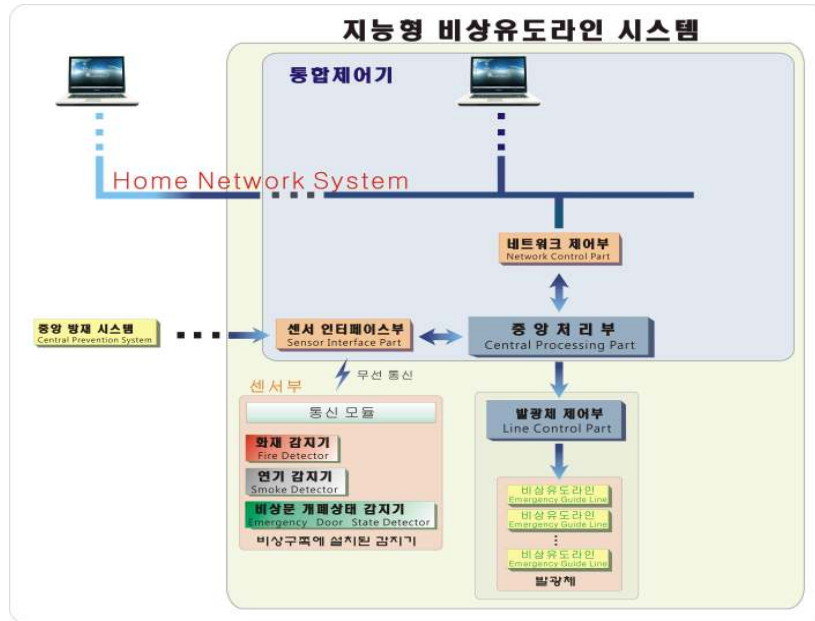 지능형 비상유도라인 시스템
통합제어기
Home Network System
네트워크 제어부
Network Control Part
중앙 방재 시스템
Central Prevention System
센서 인터페이스부
Sensor Interface Part
중앙처리부
Central Processing Part
무선 통신
센서부
통신 모듈
화재 감지기
Fire Detector
연기 감지기
Smoke Detector
비상문 개폐상태 감지기
Emergency Door State Detector
비상구쪽에 설치된 감지기
발광체 제어부
Line Control Part
비상유도라인
Emergency Guide Line
비상유도라인
Emergency Guide Line
비상유도라인
Emergency Guide Line
발광체